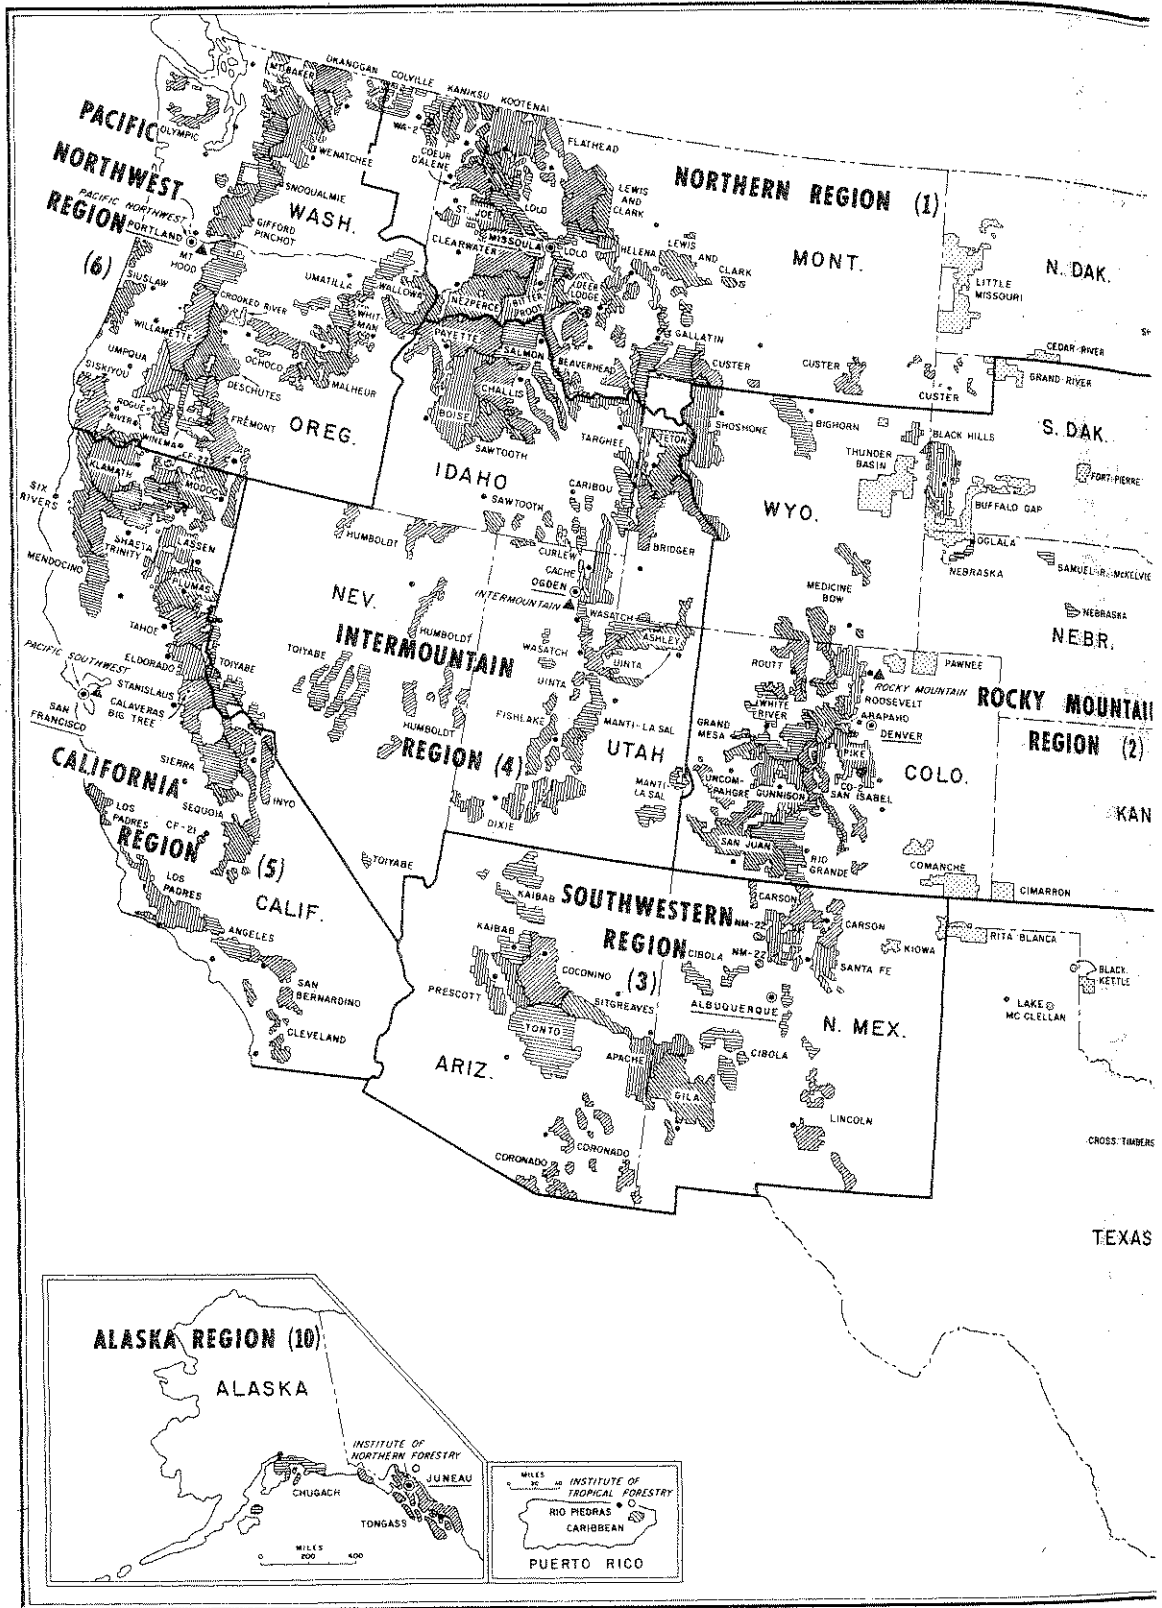 PACIFIC
NORTHWEST
REGION
(6)
PACIFIC NORTHWEST
PORTLAND
OLYMPIC
MT. BAKER
OKANOGAN
COLVILLE
KANIKSU
KOOTENAI
WA-2
WENATCHEE
SNOQUALMIE
WASH.
GIFFORD
PINCHOT
MT
HOOD
SIUSLAW
CROOKED RIVER
UMATILLA
WALLOWA
WHIT-
MAN
WILLAMETTE
UMPQUA
OCHOCO
MALHEUR
DESCHUTES
SISKIYOU
ROGUE
RIVER
WINEMA
CF-22
FREMONT
OREG.
NORTHERN REGION (1)
COEUR
D'ALENE
FLATHEAD
ST. JOE
LOLO
LEWIS
AND
CLARK
CLEARWATER
MISSOULA
LOLO
HELENA
LEWIS
AND
CLARK
MONT.
NEZPERCE
BITTER
ROOT
DEER
LODGE
GALLATIN
BEAVERHEAD
CUSTER
CUSTER
CUSTER
LITTLE
MISSOURI
N. DAK.
CEDAR RIVER
GRAND RIVER
S. DAK.
FORT PIERRE
PAYETTE
SALMON
CHALLIS
BOISE
SAWTOOTH
IDAHO
TARGHEE
TETON
SHOSHONE
BIGHORN
THUNDER
BASIN
BLACK HILLS
WYO.
BUFFALO GAP
OGLALA
NEBRASKA
SAMUEL R. McKELVIE
NEBRASKA
NEBR.
CARIBOU
SAWTOOTH
CURLEW
CACHE
BRIDGER
OGDEN
INTERMOUNTAIN
WASATCH
ASHLEY
UINTA
WASATCH
UINTA
MEDICINE
BOW
KLAMATH
MODOC
SIX
RIVERS
SHASTA
TRINITY
LASSEN
MENDOCINO
PLUMAS
TAHOE
ELDORADO
TOIYABE
PACIFIC SOUTHWEST
STANISLAUS
CALAVERAS
BIG TREE
SAN
FRANCISCO
HUMBOLDT
NEV.
HUMBOLDT
TOIYABE
HUMBOLDT
INTERMOUNTAIN
REGION (4)
FISHLAKE
MANTI-LA SAL
UTAH
MANTI-
LA SAL
DIXIE
TOIYABE
ROUTT
WHITE
RIVER
GRAND
MESA
PAWNEE
ROCKY MOUNTAIN
ROOSEVELT
ARAPAHO
DENVER
PIKE
CO-2
COLO.
UNCOM-
PAHGRE
GUNNISON
SAN ISABEL
SAN JUAN
RIO
GRANDE
COMANCHE
CIMARRON
ROCKY MOUNTAIN
REGION (2)
KAN
CALIFORNIA
REGION
(5)
SIERRA
SEQUOIA
INYO
CF-21
LOS
PADRES
LOS
PADRES
CALIF.
ANGELES
SAN
BERNARDINO
CLEVELAND
SOUTHWESTERN
REGION
(3)
KAIBAB
KAIBAB
COCONINO
PRESCOTT
SITGREAVES
TONTO
APACHE
ARIZ.
GILA
CORONADO
CORONADO
CARSON
NM-22
NM-22
CIBOLA
CARSON
KIOWA
SANTA FE
ALBUQUERQUE
N. MEX.
CIBOLA
LINCOLN
RITA BLANCA
BLACK
KETTLE
LAKE
MC CLELLAN
CROSS TIMBERS
TEXAS
ALASKA REGION (10)
ALASKA
INSTITUTE OF
NORTHERN FORESTRY
JUNEAU
CHUGACH
TONGASS
MILES
0 200 400
MILES
INSTITUTE OF
TROPICAL FORESTRY
RIO PIEDRAS
CARIBBEAN
PUERTO RICO